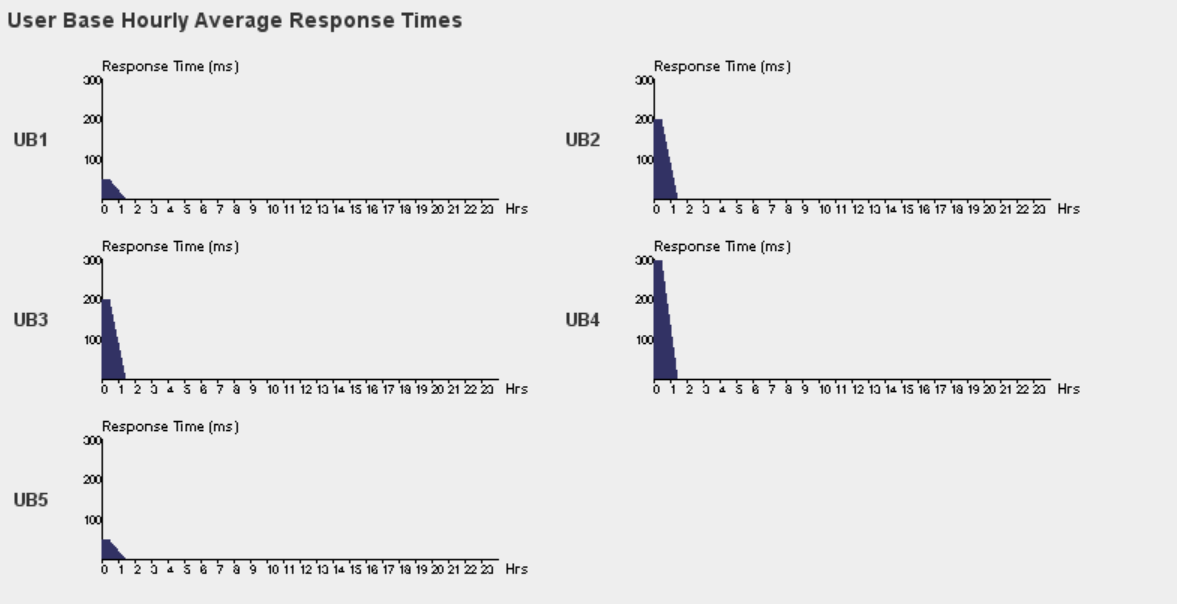 User Base Hourly Average Response Times
Response Time (ms)
300
200
100
UB1
0 1 2 3 4 5 6 7 8 9 10 11 12 13 14 15 16 17 18 19 20 21 22 23 Hrs
Response Time (ms)
300
200
100
UB2
0 1 2 3 4 5 6 7 8 9 10 11 12 13 14 15 16 17 18 19 20 21 22 23 Hrs
Response Time (ms)
300
200
100
UB3
0 1 2 3 4 5 6 7 8 9 10 11 12 13 14 15 16 17 18 19 20 21 22 23 Hrs
Response Time (ms)
300
200
100
UB4
0 1 2 3 4 5 6 7 8 9 10 11 12 13 14 15 16 17 18 19 20 21 22 23 Hrs
Response Time (ms)
300
200
100
UB5
0 1 2 3 4 5 6 7 8 9 10 11 12 13 14 15 16 17 18 19 20 21 22 23 Hrs